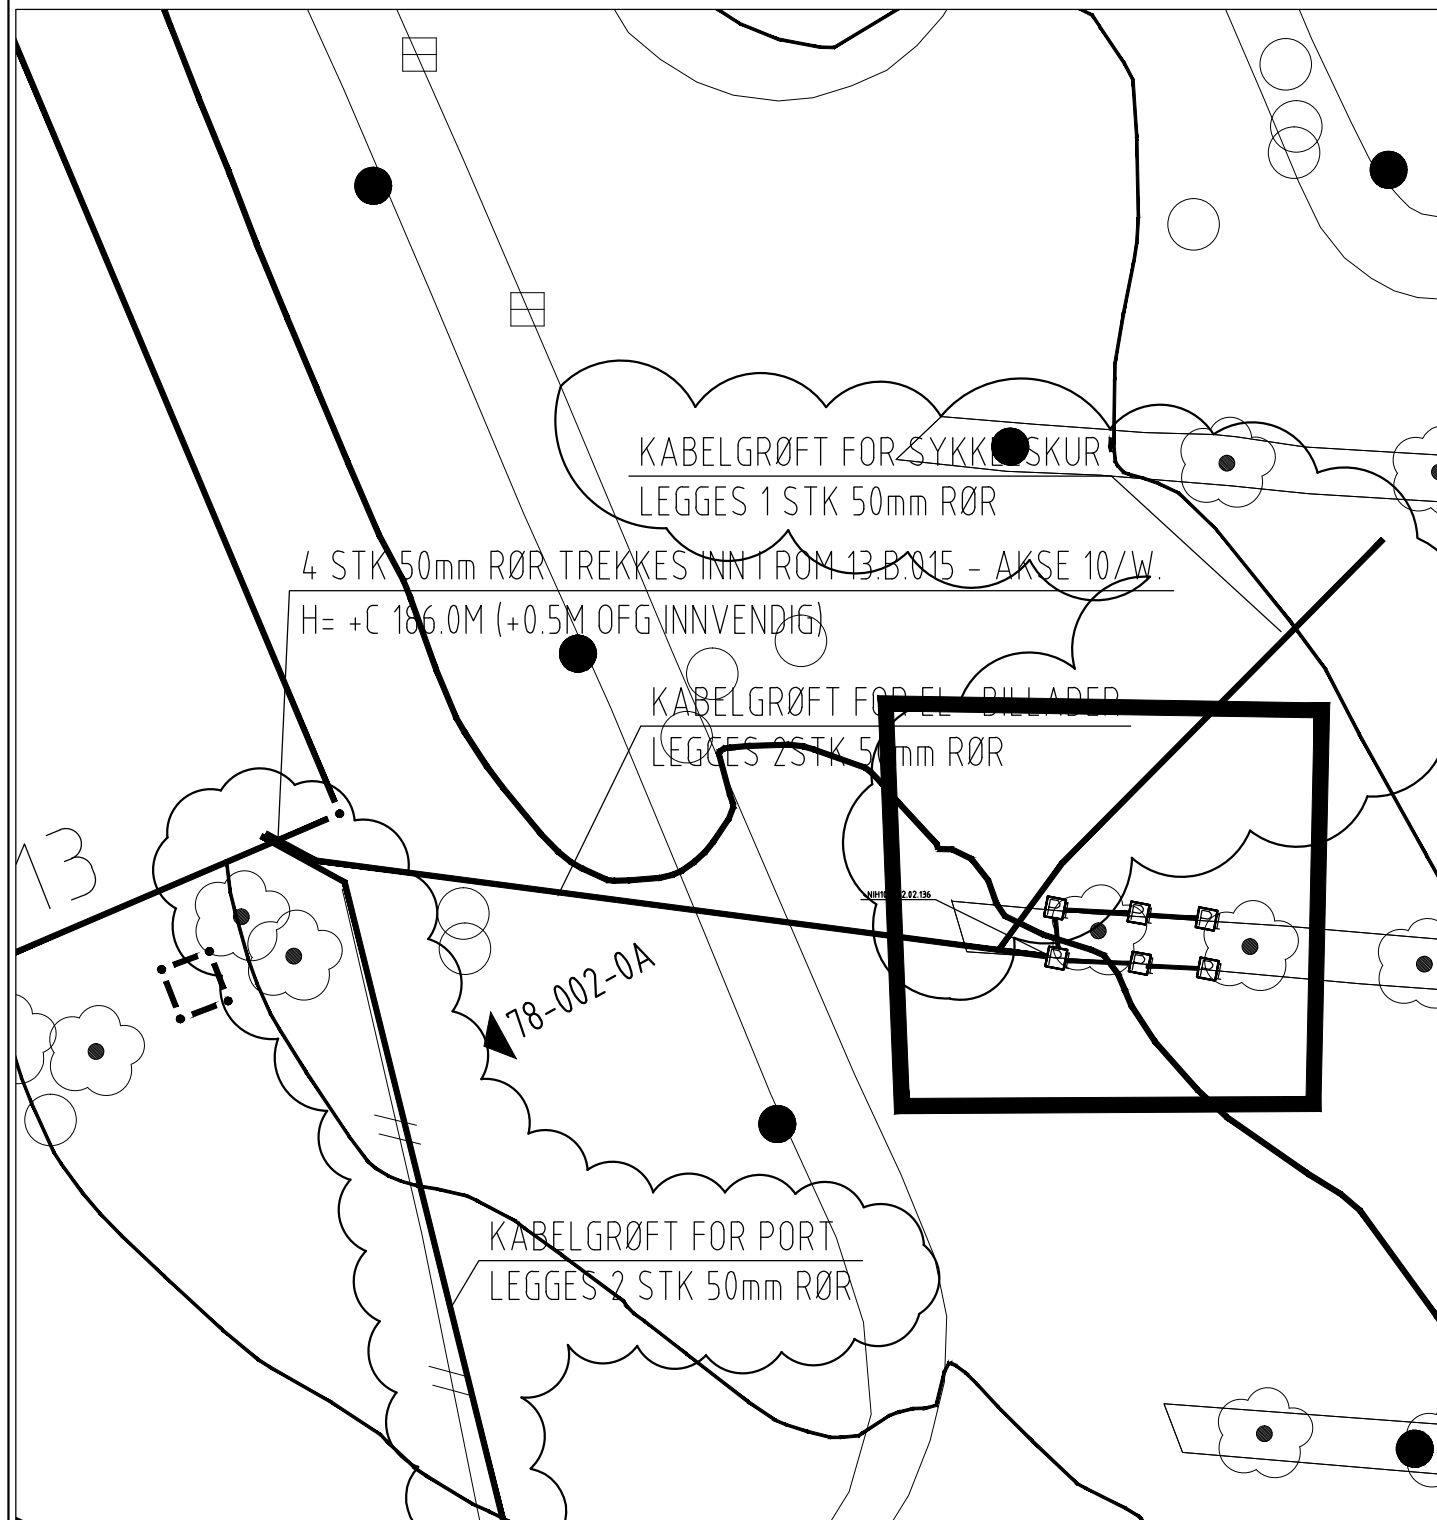 KABELGRØFT FOR SYKKELSKUR
LEGGES 1 STK 50mm RØR
4 STK 50mm RØR TREKKES INN I ROM 13.B.015 - AKSE 10/W.
H= +C 186.0M (+0.5M OFG INNVENDIG)
KABELGRØFT FOR EL - BILLADER
LEGGES 2STK 50mm RØR
13
78-002-0A
KABELGRØFT FOR PORT
LEGGES 2 STK 50mm RØR